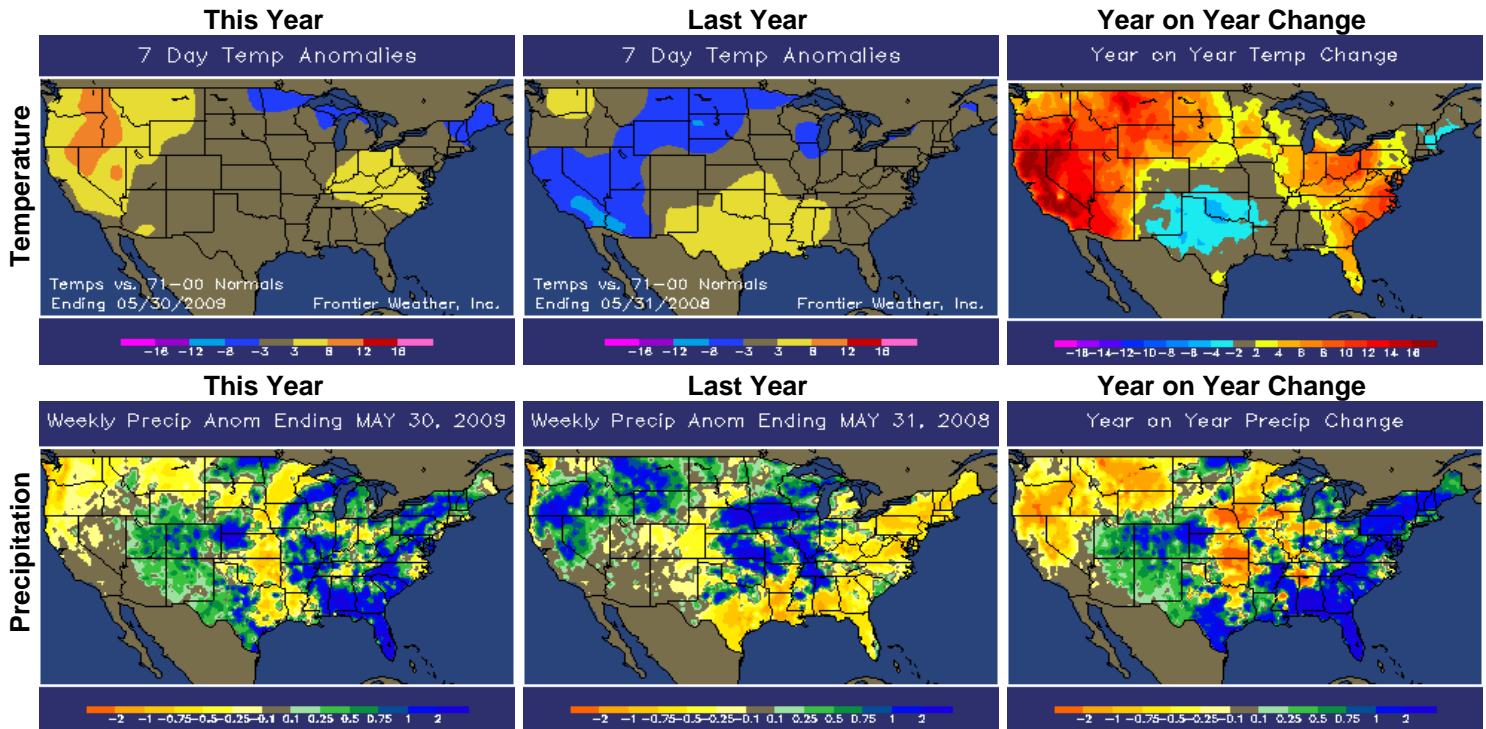 This Year Last Year Year on Year Change
7 Day Temp Anomalies 7 Day Temp Anomalies Year on Year Temp Change
Temperature
Temps vs. 71-00 Normals Temps vs. 71-00 Normals
Ending 05/30/2009 Frontier Weather, Inc. Ending 05/31/2008 Frontier Weather, Inc.
-16 -12 -8 -3 3 8 12 16 -16 -12 -8 -3 3 8 12 16 -18 -14 -12 -10 -8 -6 -4 -2 2 4 6 8 10 12 14 16
This Year Last Year Year on Year Change
Weekly Precip Anom Ending MAY 30, 2009 Weekly Precip Anom Ending MAY 31, 2008 Year on Year Precip Change
Precipitation
-2 -1 -0.75 -0.5 -0.25 -0.1 0.1 0.25 0.5 0.75 1 2 -2 -1 -0.75 -0.5 -0.25 -0.1 0.1 0.25 0.5 0.75 1 2 -2 -1 -0.75 -0.5 -0.25 -0.1 0.1 0.25 0.5 0.75 1 2